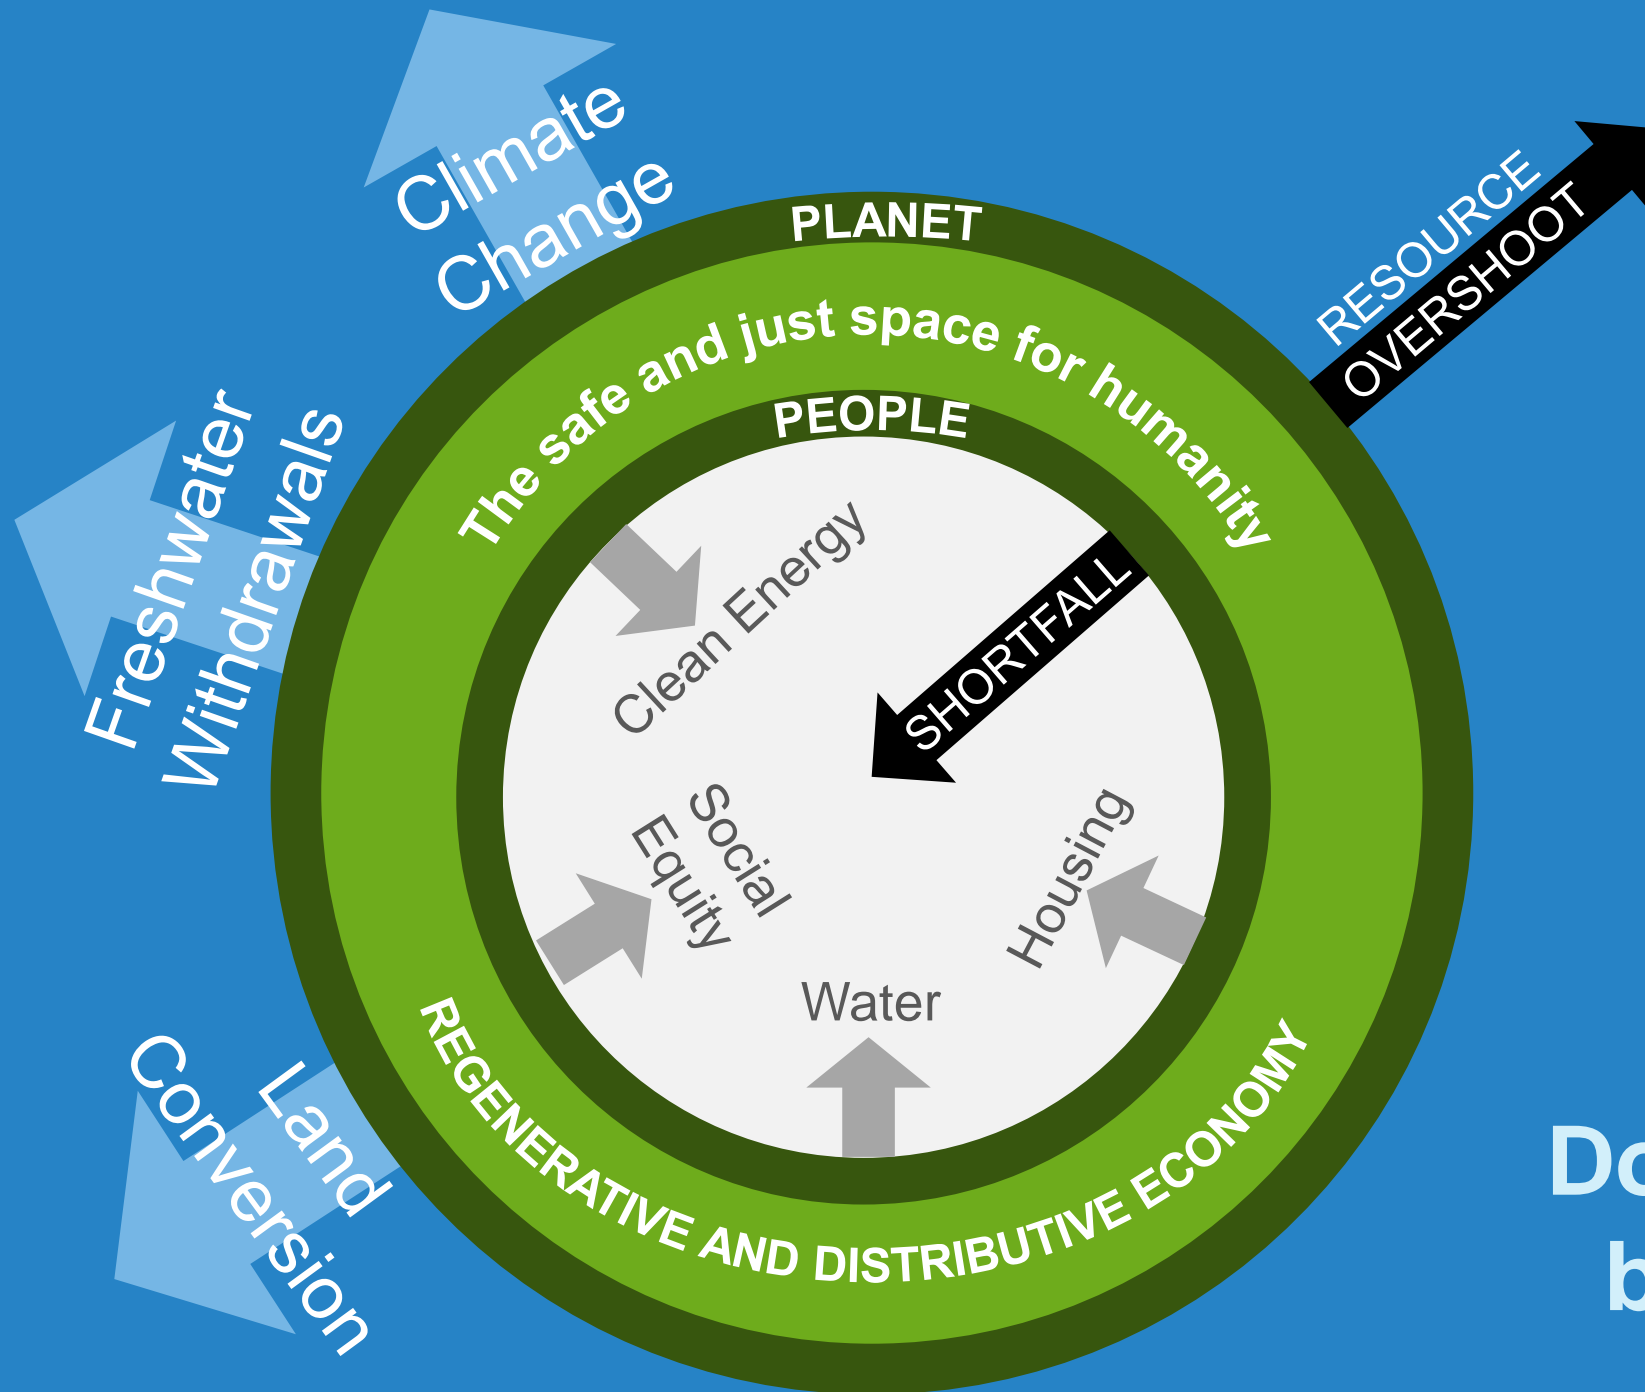 Climate
Change
PLANET
RESOURCE
OVERSHOOT
The safe and just space for humanity
PEOPLE
Freshwater
Withdrawals
Clean Energy
SHORTFALL
Social
Equity
Housing
Water
Land
Conversion
REGENERATIVE AND DISTRIBUTIVE ECONOMY